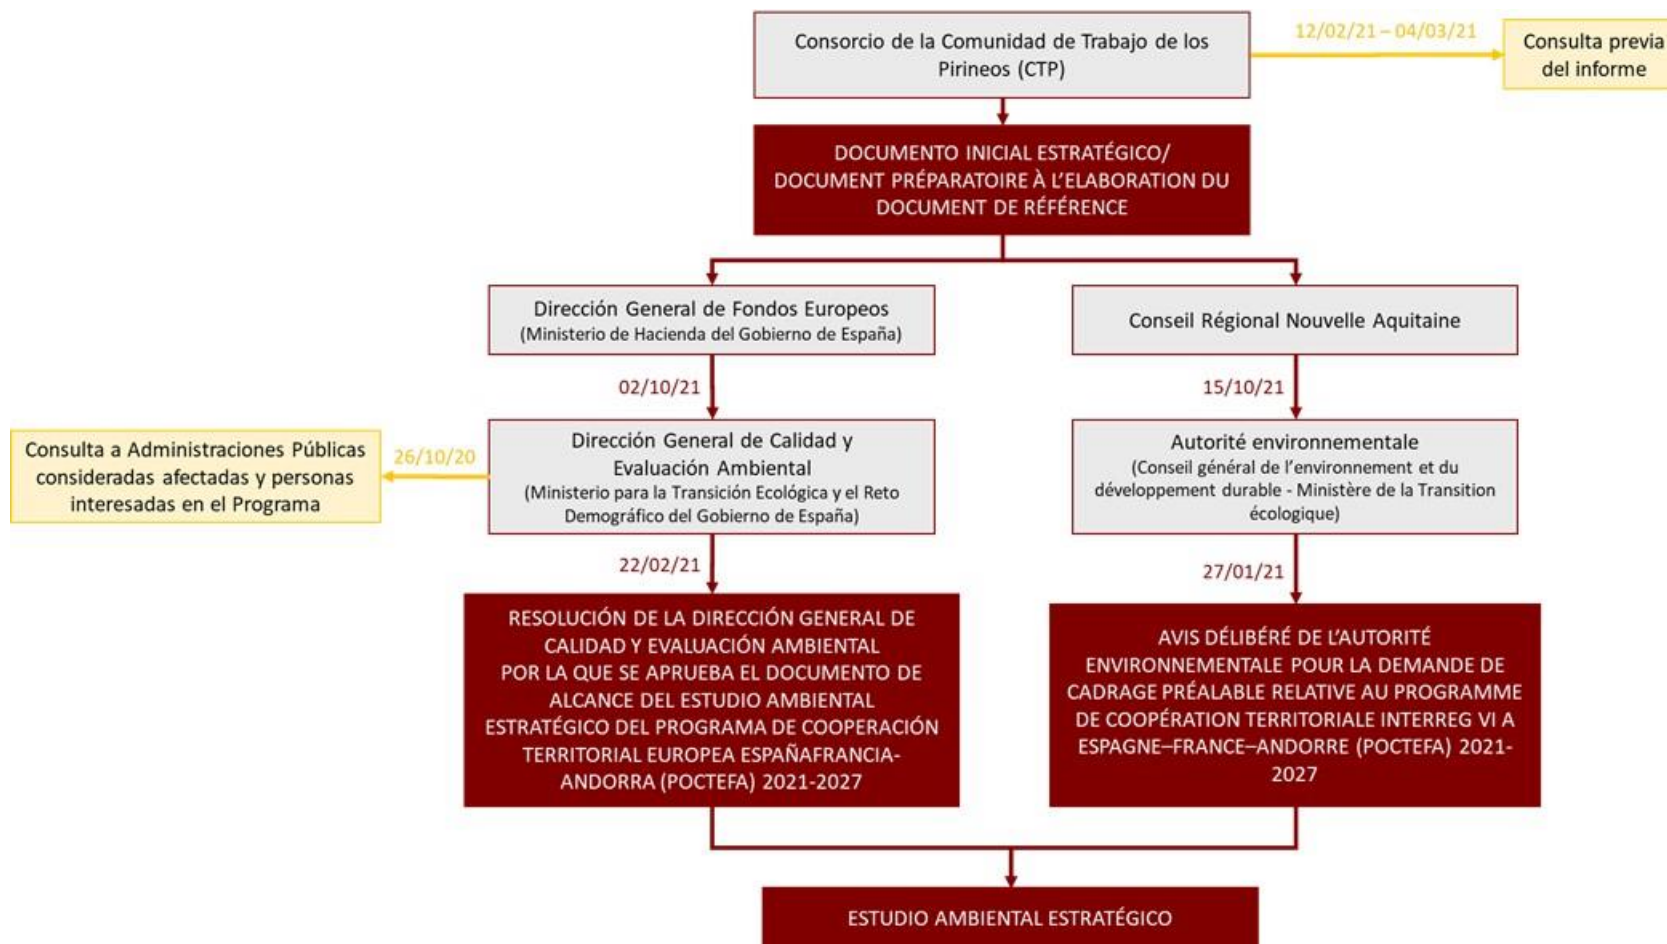 Consorcio de la Comunidad de Trabajo de los
Pirineos (CTP)
12/02/21 – 04/03/21
Consulta previa
del informe
DOCUMENTO INICIAL ESTRATÉGICO/
DOCUMENT PRÉPARATOIRE À L’ELABORATION DU
DOCUMENT DE RÉFÉRENCE
Dirección General de Fondos Europeos
(Ministerio de Hacienda del Gobierno de España)
Conseil Régional Nouvelle Aquitaine
02/10/21
15/10/21
Consulta a Administraciones Públicas
consideradas afectadas y personas
interesadas en el Programa
26/10/20
Dirección General de Calidad y
Evaluación Ambiental
(Ministerio para la Transición Ecológica y el Reto
Demográfico del Gobierno de España)
Autorité environnementale
(Conseil général de l’environnement et du
développement durable - Ministère de la Transition
écologique)
22/02/21
27/01/21
RESOLUCIÓN DE LA DIRECCIÓN GENERAL DE
CALIDAD Y EVALUACIÓN AMBIENTAL
POR LA QUE SE APRUEBA EL DOCUMENTO DE
ALCANCE DEL ESTUDIO AMBIENTAL
ESTRATÉGICO DEL PROGRAMA DE COOPERACIÓN
TERRITORIAL EUROPEA ESPAÑAFRANCIA-
ANDORRA (POCTEFA) 2021-2027
AVIS DÉLIBÉRÉ DE L’AUTORITÉ
ENVIRONNEMENTALE POUR LA DEMANDE DE
CADRAGE PRÉALABLE RELATIVE AU PROGRAMME
DE COOPÉRATION TERRITORIALE INTERREG VI A
ESPAGNE–FRANCE–ANDORRE (POCTEFA) 2021-
2027
ESTUDIO AMBIENTAL ESTRATÉGICO